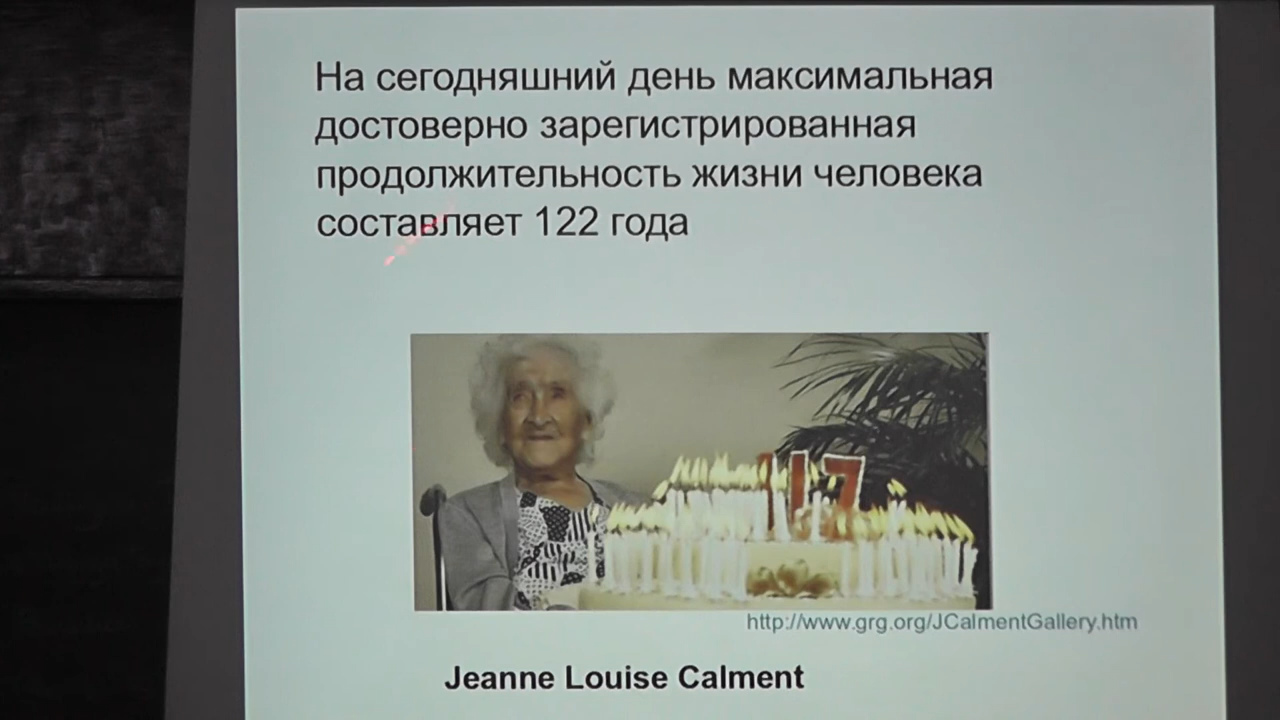 На сегодняшний день максимальная
достоверно зарегистрированная
продолжительность жизни человека
составляет 122 года
117
http://www.grg.org/JCalmentGallery.htm
Jeanne Louise Calment